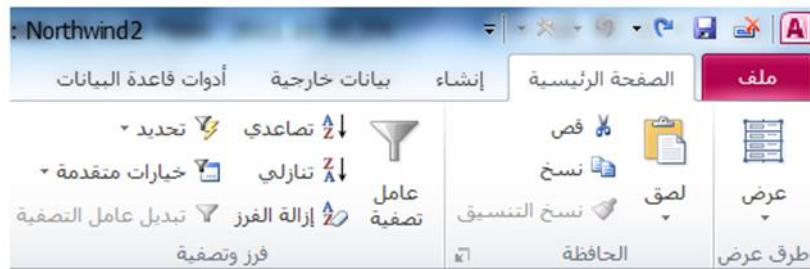 : Northwind2
A
ملف
الصفحة الرئيسية
إنشاء
بيانات خارجية
أدوات قاعدة البيانات
عرض
طرق عرض
لصق
قص
نسخ
نسخ التنسيق
الحافظة
عامل تصفية
تصاعدي
تنازلي
إزالة الفرز
تحديد
خيارات متقدمة
تبديل عامل التصفية
فرز وتصفية